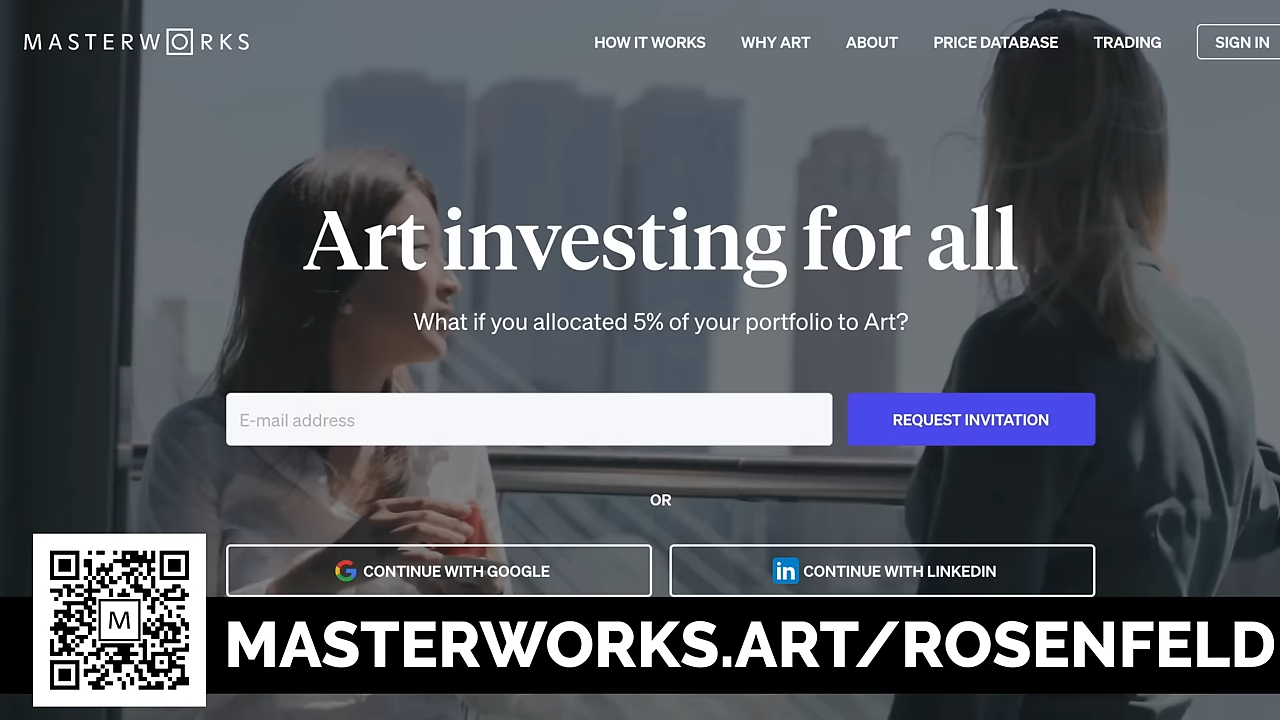 MASTERWORKS
HOW IT WORKS WHY ART ABOUT PRICE DATABASE TRADING SIGN IN
Art investing for all
What if you allocated 5% of your portfolio to Art?
E-mail address REQUEST INVITATION
OR
CONTINUE WITH GOOGLE in CONTINUE WITH LINKEDIN
M
MASTERWORKS.ART/ROSENFELD